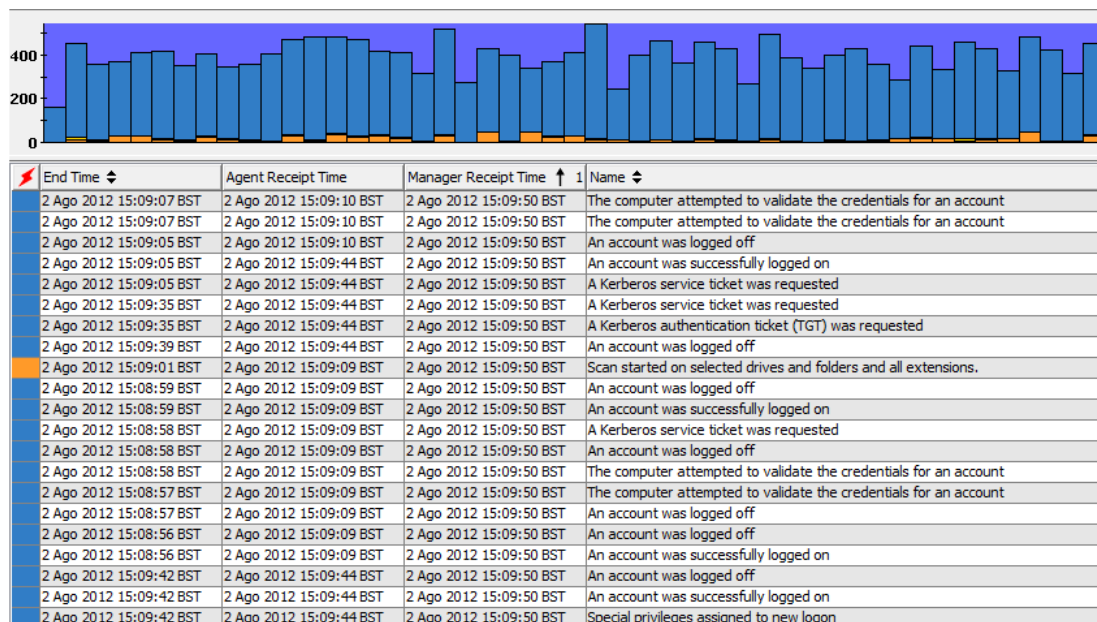 400
200
0
End Time Agent Receipt Time Manager Receipt Time 1 Name
2 Ago 2012 15:09:07 BST 2 Ago 2012 15:09:10 BST 2 Ago 2012 15:09:50 BST The computer attempted to validate the credentials for an account
2 Ago 2012 15:09:07 BST 2 Ago 2012 15:09:10 BST 2 Ago 2012 15:09:50 BST The computer attempted to validate the credentials for an account
2 Ago 2012 15:09:05 BST 2 Ago 2012 15:09:10 BST 2 Ago 2012 15:09:50 BST An account was logged off
2 Ago 2012 15:09:05 BST 2 Ago 2012 15:09:44 BST 2 Ago 2012 15:09:50 BST An account was successfully logged on
2 Ago 2012 15:09:05 BST 2 Ago 2012 15:09:44 BST 2 Ago 2012 15:09:50 BST A Kerberos service ticket was requested
2 Ago 2012 15:09:35 BST 2 Ago 2012 15:09:44 BST 2 Ago 2012 15:09:50 BST A Kerberos service ticket was requested
2 Ago 2012 15:09:35 BST 2 Ago 2012 15:09:44 BST 2 Ago 2012 15:09:50 BST A Kerberos authentication ticket (TGT) was requested
2 Ago 2012 15:09:39 BST 2 Ago 2012 15:09:44 BST 2 Ago 2012 15:09:50 BST An account was logged off
2 Ago 2012 15:09:01 BST 2 Ago 2012 15:09:09 BST 2 Ago 2012 15:09:50 BST Scan started on selected drives and folders and all extensions.
2 Ago 2012 15:08:59 BST 2 Ago 2012 15:09:09 BST 2 Ago 2012 15:09:50 BST An account was logged off
2 Ago 2012 15:08:59 BST 2 Ago 2012 15:09:09 BST 2 Ago 2012 15:09:50 BST An account was successfully logged on
2 Ago 2012 15:08:58 BST 2 Ago 2012 15:09:09 BST 2 Ago 2012 15:09:50 BST A Kerberos service ticket was requested
2 Ago 2012 15:08:58 BST 2 Ago 2012 15:09:09 BST 2 Ago 2012 15:09:50 BST An account was logged off
2 Ago 2012 15:08:58 BST 2 Ago 2012 15:09:09 BST 2 Ago 2012 15:09:50 BST The computer attempted to validate the credentials for an account
2 Ago 2012 15:08:57 BST 2 Ago 2012 15:09:09 BST 2 Ago 2012 15:09:50 BST The computer attempted to validate the credentials for an account
2 Ago 2012 15:08:57 BST 2 Ago 2012 15:09:09 BST 2 Ago 2012 15:09:50 BST An account was logged off
2 Ago 2012 15:08:56 BST 2 Ago 2012 15:09:09 BST 2 Ago 2012 15:09:50 BST An account was logged off
2 Ago 2012 15:08:56 BST 2 Ago 2012 15:09:09 BST 2 Ago 2012 15:09:50 BST An account was successfully logged on
2 Ago 2012 15:09:42 BST 2 Ago 2012 15:09:44 BST 2 Ago 2012 15:09:50 BST An account was logged off
2 Ago 2012 15:09:42 BST 2 Ago 2012 15:09:44 BST 2 Ago 2012 15:09:50 BST An account was successfully logged on
2 Ago 2012 15:09:42 BST 2 Ago 2012 15:09:44 BST 2 Ago 2012 15:09:50 BST Special privileges assigned to new logon